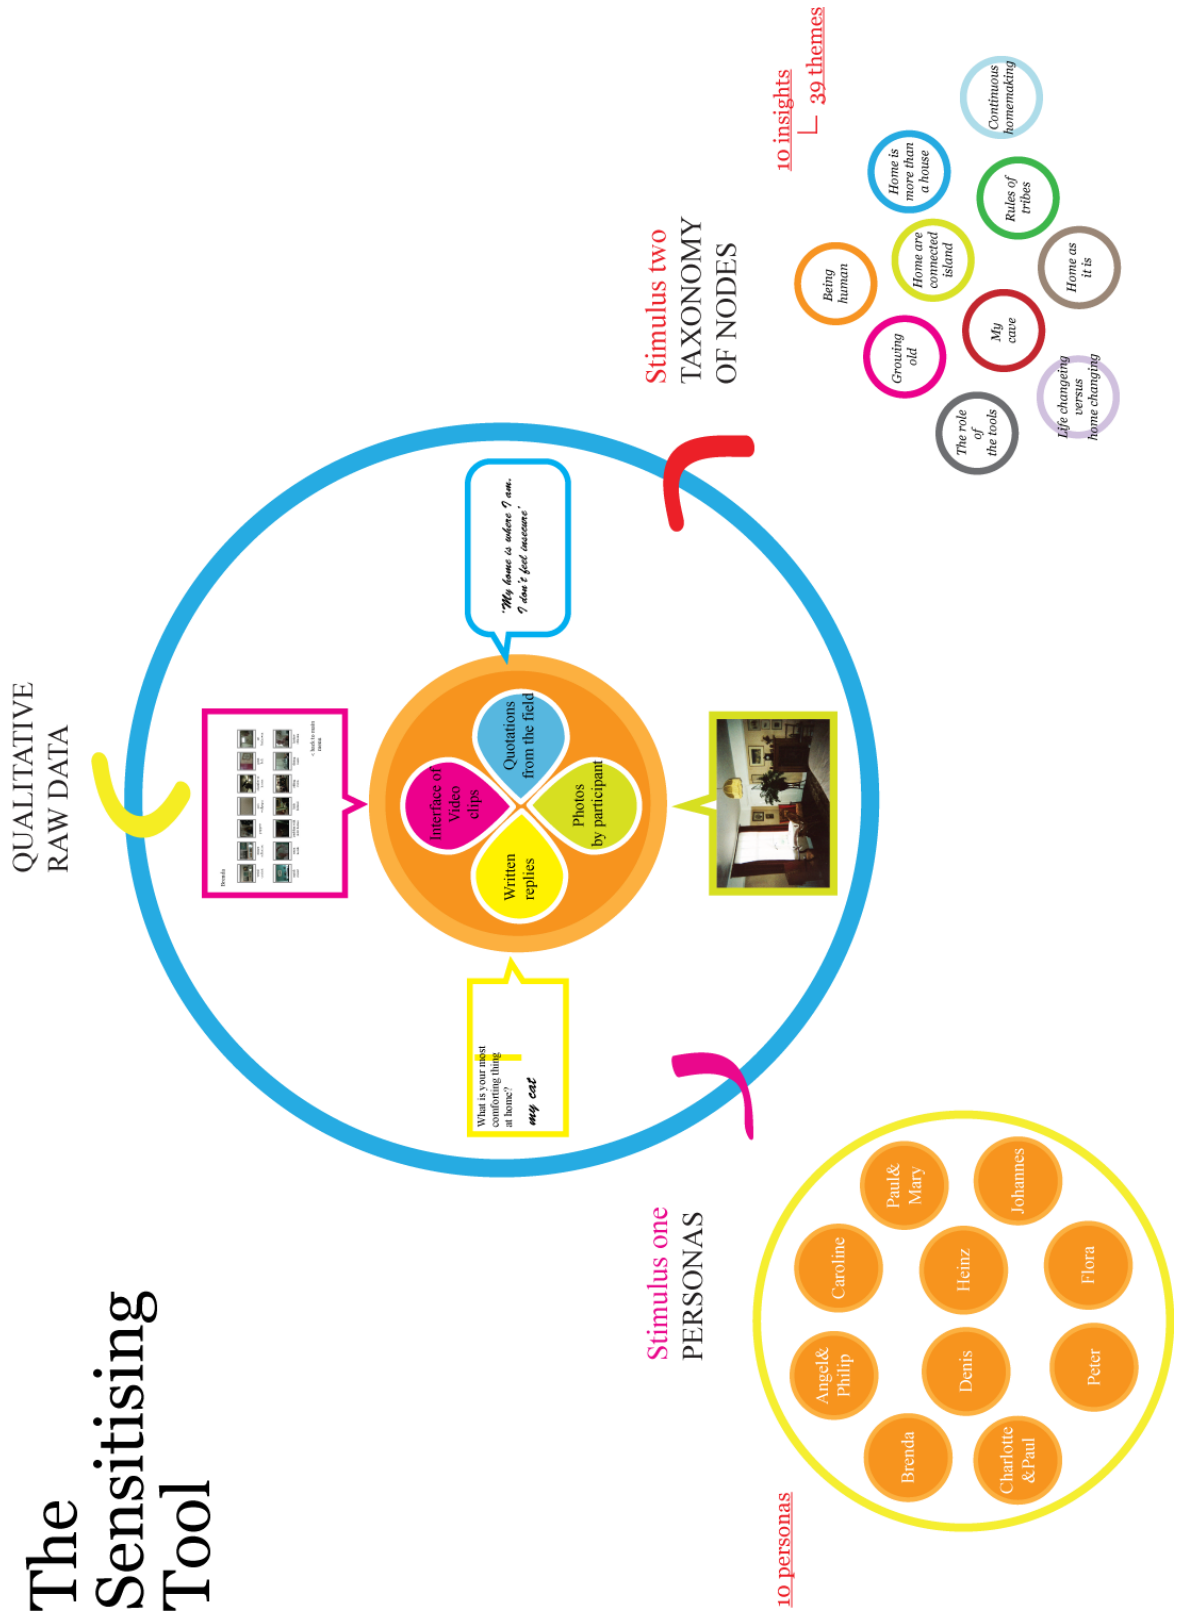 The
Sensitising
Tool
QUALITATIVE
RAW DATA
Brenda
< back to main
menu
Interface of
Video
clips
Quotations
from the field
Written
replies
Photos
by participant
"My home is where I am.
I don't feel insecure'
What is your most
comforting thing
at home?
my cat
Stimulus one
PERSONAS
10 personas
Brenda
Angel&
Philip
Caroline
Paul&
Mary
Charlotte
&Paul
Denis
Heinz
Johannes
Peter
Flora
Stimulus two
TAXONOMY
OF NODES
10 insights
39 themes
Being
human
Home is
more than
a house
Continuous
homemaking
Growing
old
Home are
connected
island
Rules of
tribes
The role
of
the tools
My
cave
Home as
it is
Life changeing
versus
home changing